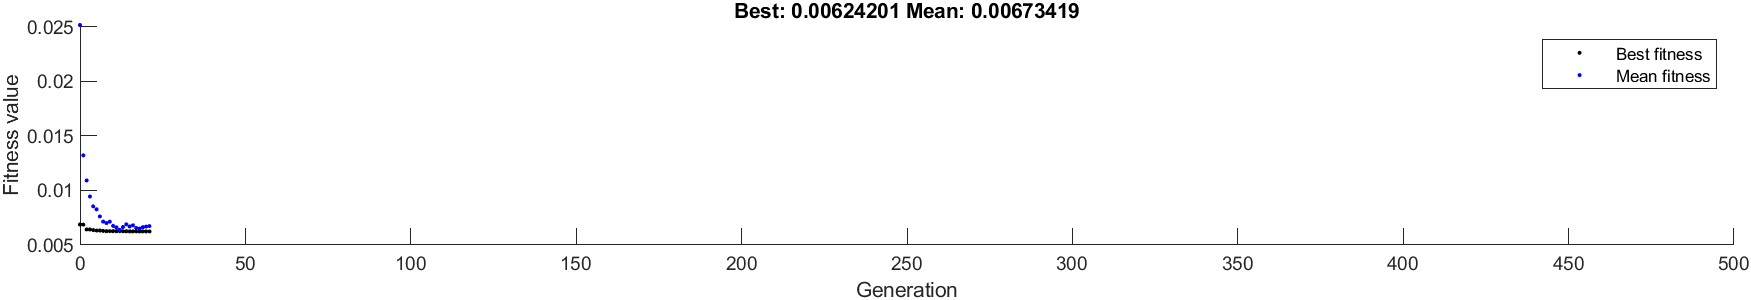 Best: 0.00624201 Mean: 0.00673419
0.025
0.02
0.015
0.01
0.005
Fitness value
Best fitness
Mean fitness
0 50 100 150 200 250 300 350 400 450 500
Generation